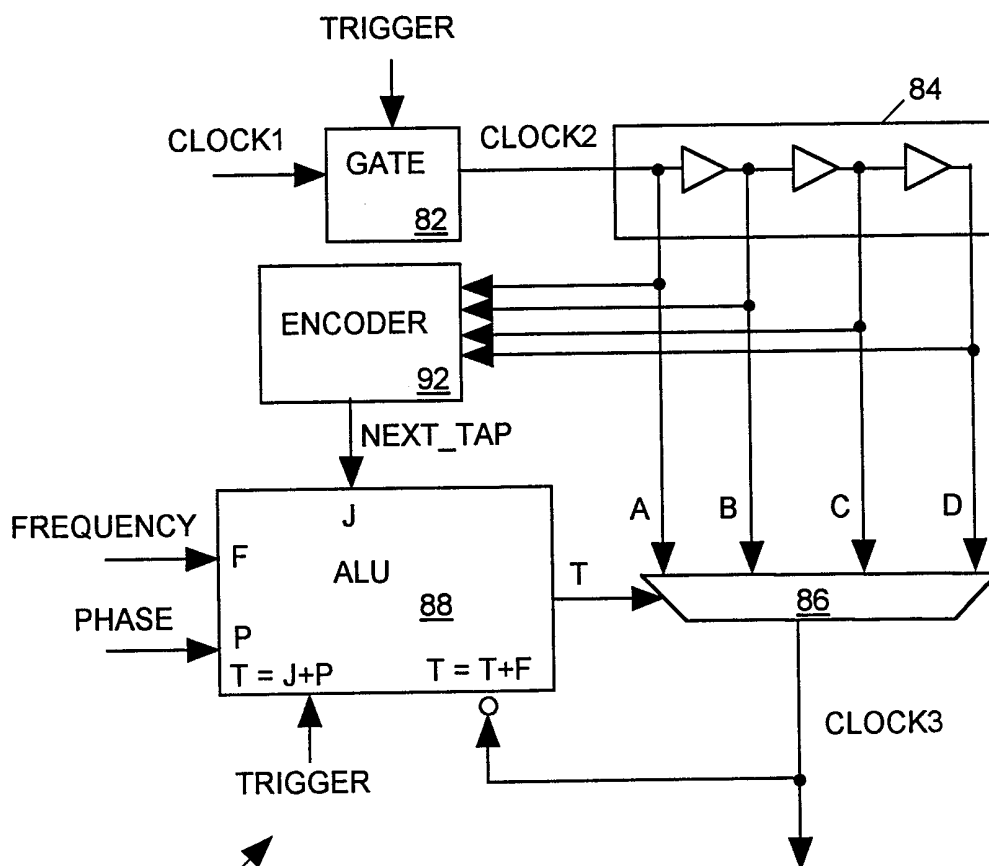 TRIGGER
84
CLOCK1
CLOCK2
GATE
82
ENCODER
92
NEXT_TAP
A B C D
FREQUENCY
J
F
ALU
T
88
86
PHASE
P
T = J+P T = T+F
CLOCK3
TRIGGER